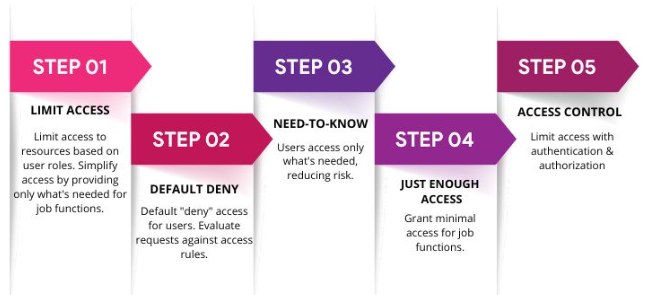 STEP 01
LIMIT ACCESS
Limit access to
resources based on
user roles. Simplify
access by providing
only what's needed for
job functions.
STEP 02
DEFAULT DENY
Default "deny" access
for users. Evaluate
requests against access
rules.
STEP 03
NEED-TO-KNOW
Users access only
what's needed,
reducing risk.
STEP 04
JUST ENOUGH
ACCESS
Grant minimal
access for job
functions.
STEP 05
ACCESS CONTROL
Limit access with
authentication &
authorization